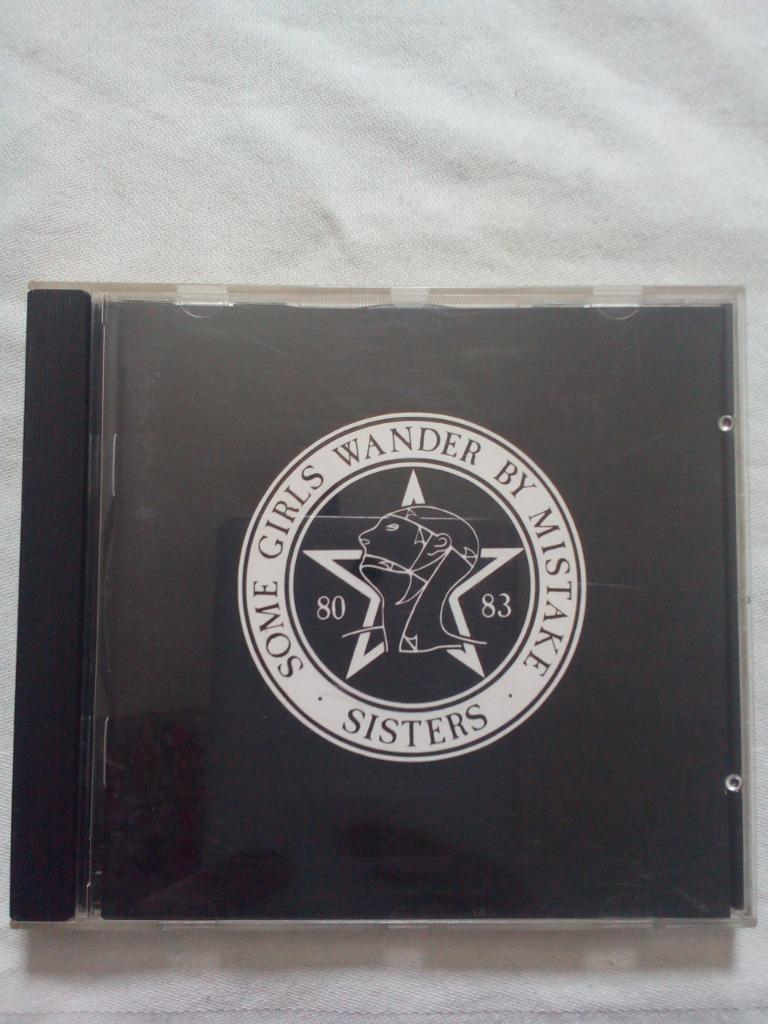 SOME GIRLS WANDER BY MISTAKE
80 83
· SISTERS ·